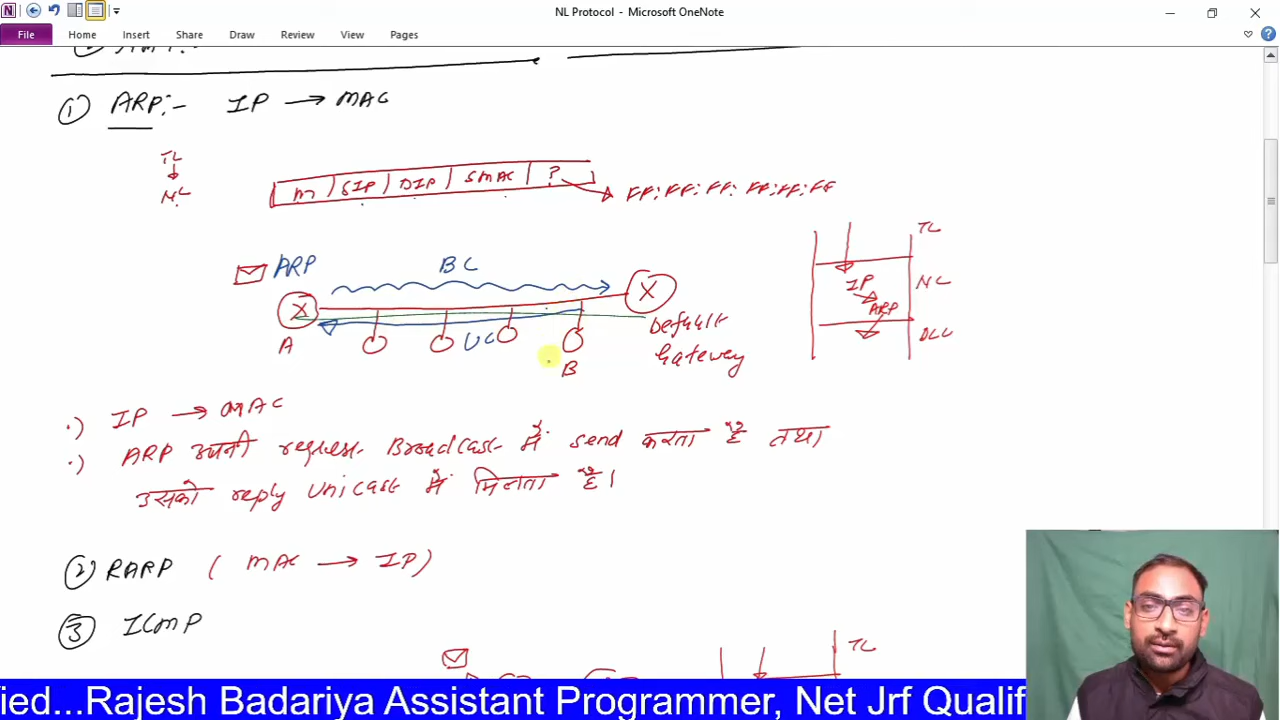 NL Protocol - Microsoft OneNote
File Home Insert Share Draw Review View Pages
① ARP:- IP → MAC
TL
NL
M SIP DIP SMAC ? → FF:FF:FF:FF:FF:FF
TL
IP NL
ARP
DLL
ARP BC
X X
A UC B
Default
Gateway
.) IP → MAC
.) ARP अपनी request Broadcast में send करता है तथा
उसको reply Unicast में मिलता है।
② RARP ( MAC → IP)
③ ICMP
TL
fied...Rajesh Badariya Assistant Programmer, Net Jrf Qualif